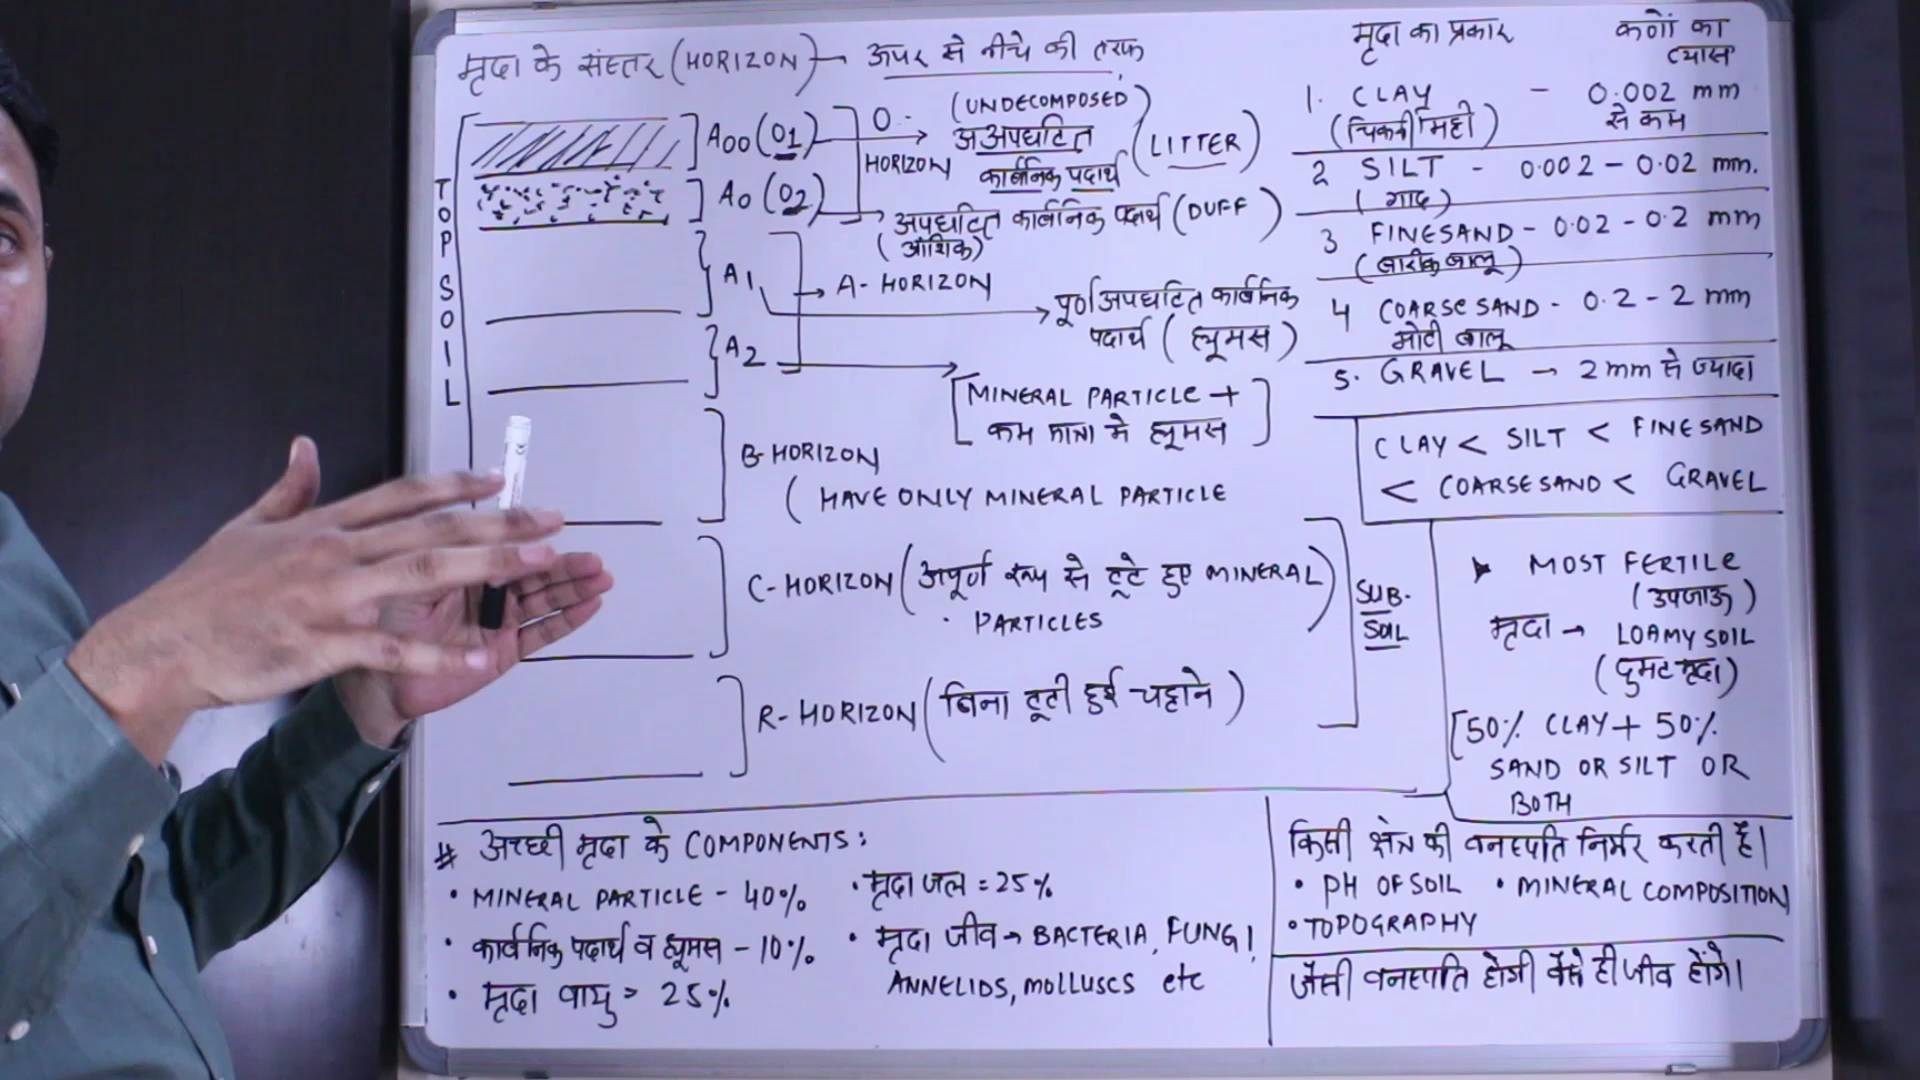 मृदा के संस्तर (HORIZON) → ऊपर से नीचे की तरफ
TOP SOIL
A00 (O1)
A0 (O2)
O-
HORIZON
(UNDECOMPOSED)
अअपघटित
कार्बनिक पदार्थ
(LITTER)
अपघटित कार्बनिक पदार्थ (DUFF)
(आंशिक)
A1
A2
→ A- HORIZON
पूर्ण अपघटित कार्बनिक
पदार्थ (ह्यूमस)
[MINERAL PARTICLE +
कम मात्रा मे ह्यूमस]
B-HORIZON
(HAVE ONLY MINERAL PARTICLE
C-HORIZON (अपूर्ण रूप से टूटे हुए MINERAL)
PARTICLES
R-HORIZON (बिना टूटी हुई चट्टाने)
SUB-
SOIL
मृदा का प्रकार
कणों का
व्यास
1. CLAY - 0.002 mm
(चिकनी मिट्टी) से कम
2 SILT - 0.002 - 0.02 mm.
(गाद)
3 FINESAND - 0.02 - 0.2 mm
(बारीक बालू)
4 COARSE SAND - 0.2 - 2 mm
मोटी बालू
5. GRAVEL → 2 mm से ज्यादा
CLAY < SILT < FINESAND
< COARSESAND < GRAVEL
MOST FERTILE
(उपजाऊ)
मृदा → LOAMY SOIL
(दुमट मृदा)
[50% CLAY + 50%
SAND OR SILT OR
BOTH
# अच्छी मृदा के COMPONENTS:
• MINERAL PARTICLE - 40%
• कार्बनिक पदार्थ व ह्यूमस - 10%
• मृदा वायु = 25%
• मृदा जल = 25%
• मृदा जीव → BACTERIA, FUNGI,
ANNELIDS, MOLLUSCS etc
किसी क्षेत्र की वनस्पति निर्भर करती है।
• PH OF SOIL • MINERAL COMPOSITION
• TOPOGRAPHY
जैसी वनस्पति होगी वैसे ही जीव होंगे।